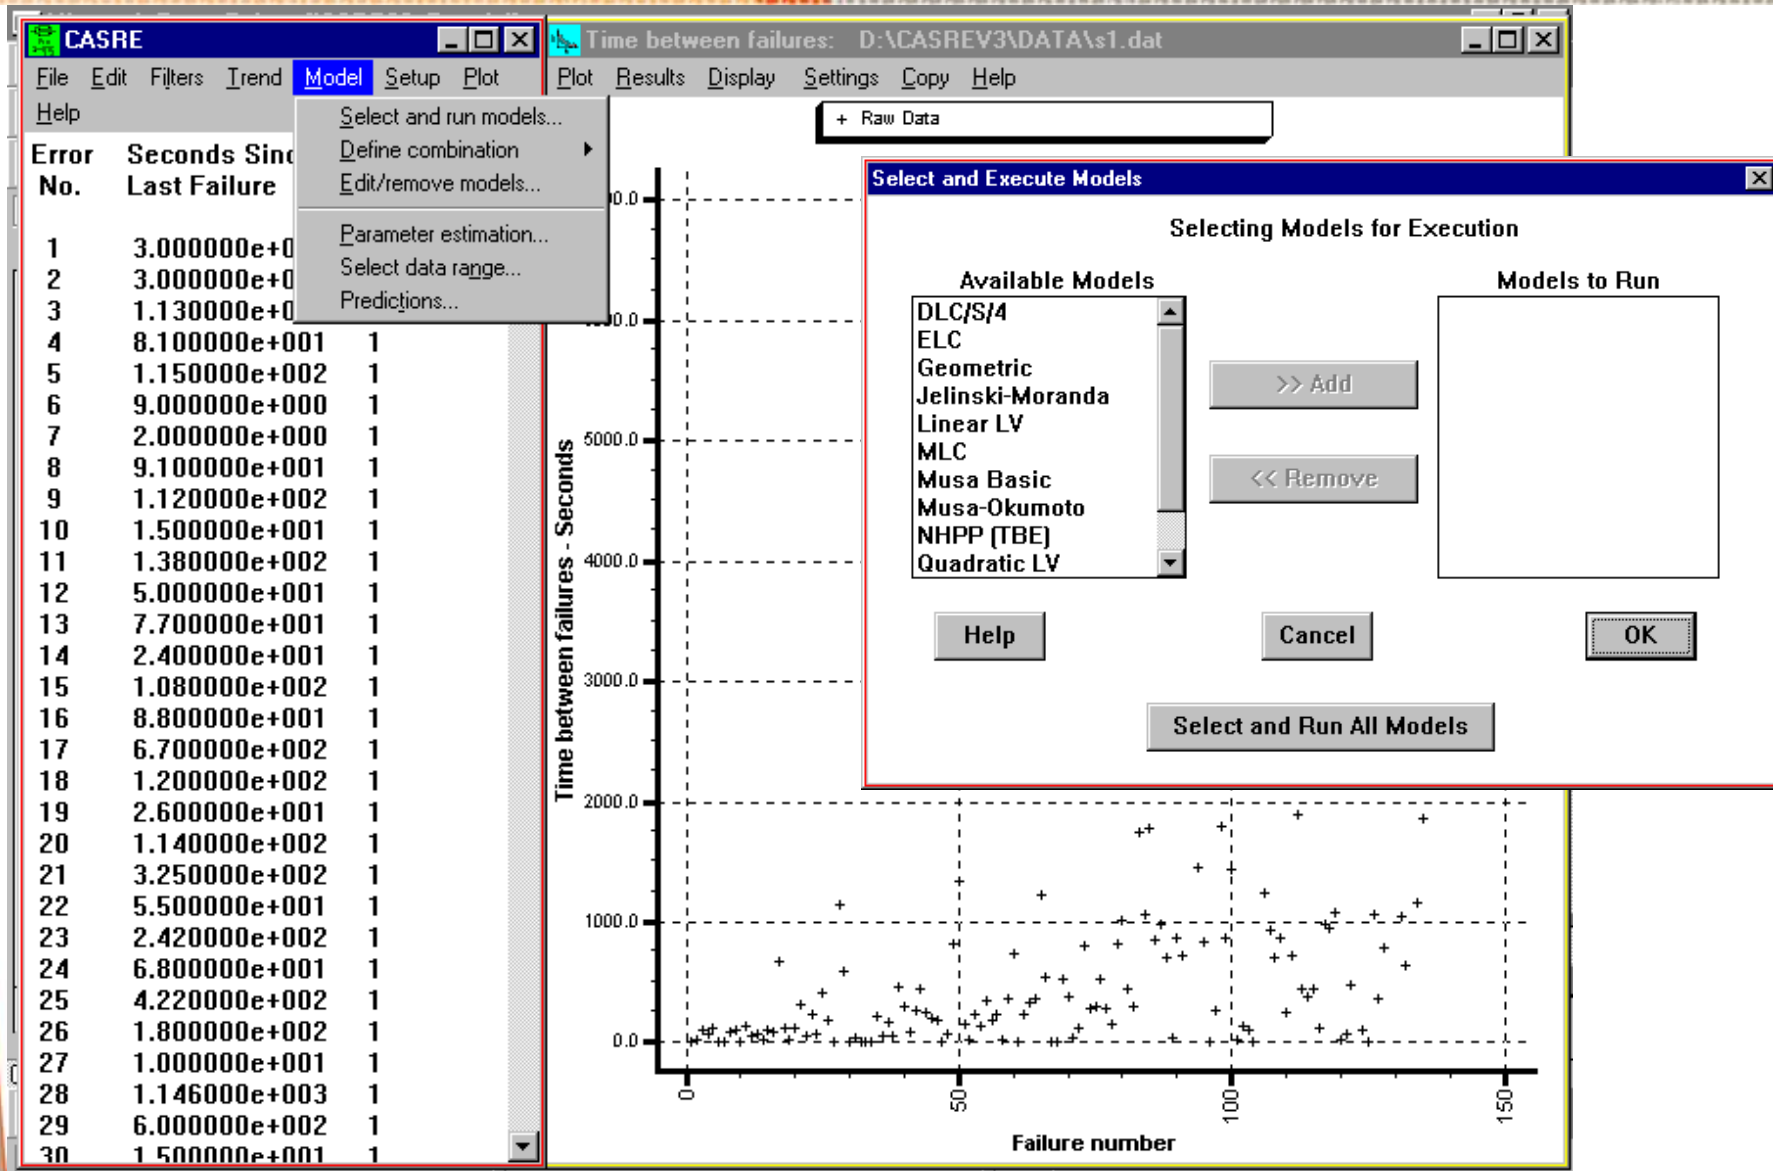 CASRE
File Edit Filters Trend Model Setup Plot
Help
Select and run models...
Define combination
Edit/remove models...
Parameter estimation...
Select data range...
Predictions...
Error Seconds Sinc
No. Last Failure
1 3.000000e+0
2 3.000000e+0
3 1.130000e+0
4 8.100000e+001 1
5 1.150000e+002 1
6 9.000000e+000 1
7 2.000000e+000 1
8 9.100000e+001 1
9 1.120000e+002 1
10 1.500000e+001 1
11 1.380000e+002 1
12 5.000000e+001 1
13 7.700000e+001 1
14 2.400000e+001 1
15 1.080000e+002 1
16 8.800000e+001 1
17 6.700000e+002 1
18 1.200000e+002 1
19 2.600000e+001 1
20 1.140000e+002 1
21 3.250000e+002 1
22 5.500000e+001 1
23 2.420000e+002 1
24 6.800000e+001 1
25 4.220000e+002 1
26 1.800000e+002 1
27 1.000000e+001 1
28 1.146000e+003 1
29 6.000000e+002 1
30 1.500000e+001 1
Time between failures: D:\CASREV3\DATA\s1.dat
Plot Results Display Settings Copy Help
+ Raw Data
Time between failures - Seconds
5000.0
4000.0
3000.0
2000.0
1000.0
0.0
0
50
100
150
Failure number
Select and Execute Models
Selecting Models for Execution
Available Models
DLC/S/4
ELC
Geometric
Jelinski-Moranda
Linear LV
MLC
Musa Basic
Musa-Okumoto
NHPP (TBE)
Quadratic LV
>> Add
<< Remove
Models to Run
Help
Cancel
OK
Select and Run All Models